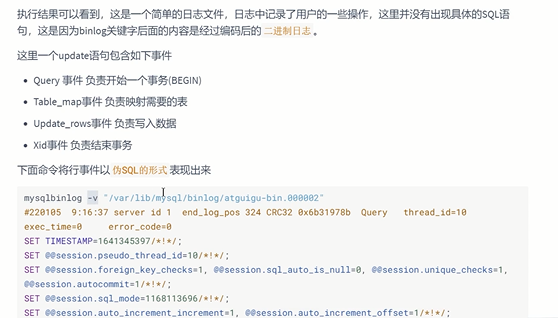 执行结果可以看到，这是一个简单的日志文件，日志中记录了用户的一些操作，这里并没有出现具体的SQL语
句，这是因为binlog关键字后面的内容是经过编码后的 二进制日志 。
这里一个update语句包含如下事件
• Query 事件 负责开始一个事务(BEGIN)
• Table_map事件 负责映射需要的表
• Update_rows事件 负责写入数据
• Xid事件 负责结束事务
下面命令将行事件以 伪SQL的形式 表现出来
mysqlbinlog -v "/var/lib/mysql/binlog/atguigu-bin.000002"
#220105  9:16:37 server id 1  end_log_pos 324 CRC32 0x6b31978b  Query   thread_id=10
exec_time=0     error_code=0
SET TIMESTAMP=1641345397/*!*/;
SET @@session.pseudo_thread_id=10/*!*/;
SET @@session.foreign_key_checks=1, @@session.sql_auto_is_null=0, @@session.unique_checks=1,
@@session.autocommit=1/*!*/;
SET @@session.sql_mode=1168113696/*!*/;
SET @@session.auto_increment_increment=1, @@session.auto_increment_offset=1/*!*/;